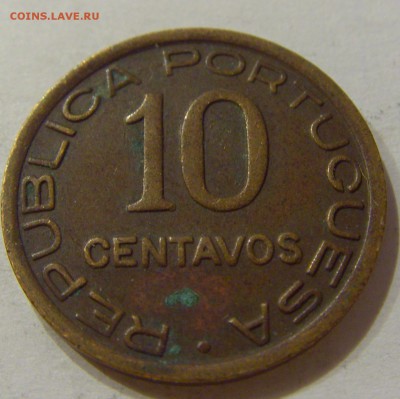 COINS.LAVE.RU
REPUBLICA PORTUGUESA
10
CENTAVOS